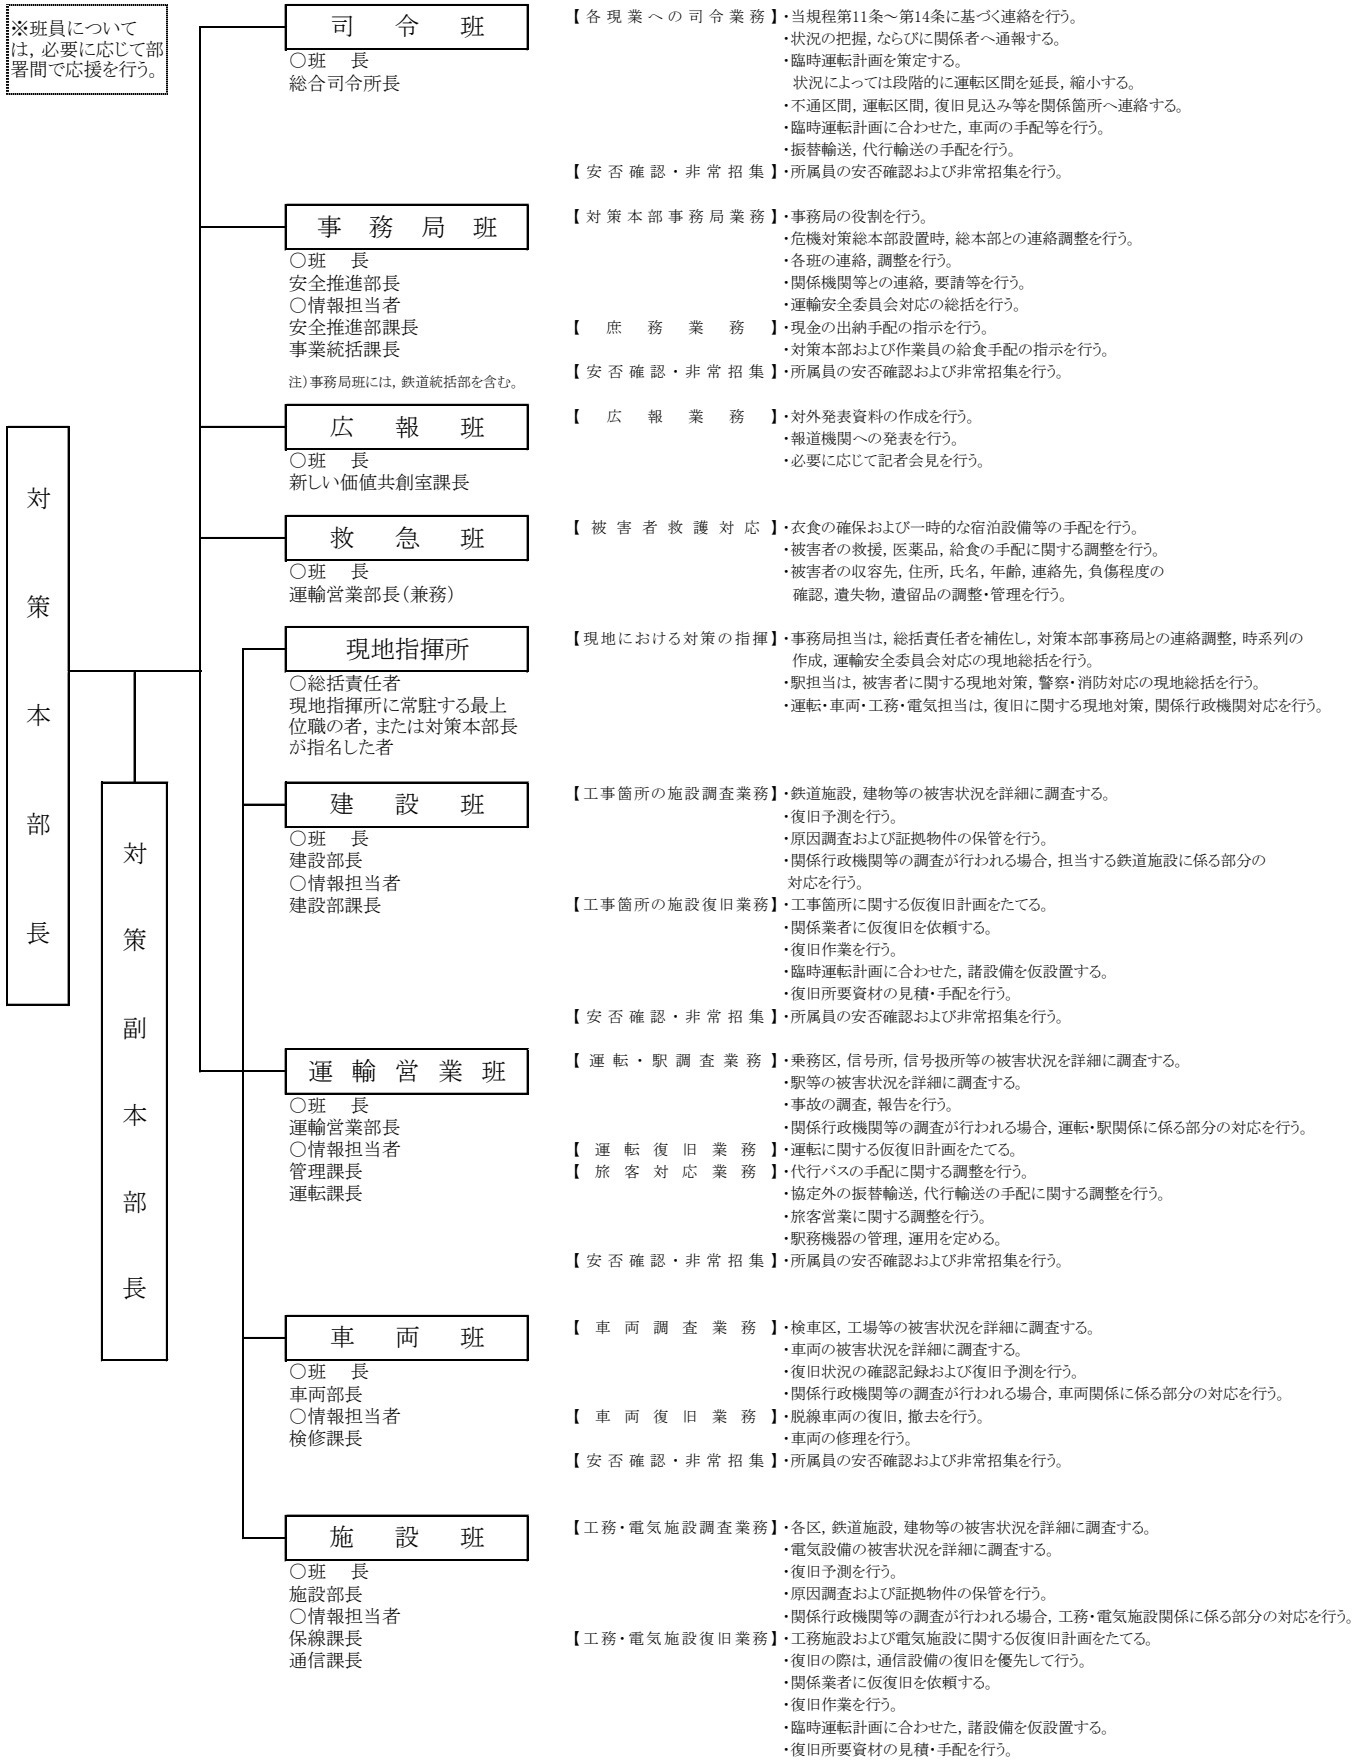 ※班員について
は，必要に応じて部
署間で応援を行う。
対策本部長
対策副本部長
司令班
○班　長
総合司令所長
【各現業への司令業務】・当規程第11条～第14条に基づく連絡を行う。
・状況の把握，ならびに関係者へ通報する。
・臨時運転計画を策定する。
状況によっては段階的に運転区間を延長，縮小する。
・不通区間，運転区間，復旧見込み等を関係箇所へ連絡する。
・臨時運転計画に合わせた，車両の手配等を行う。
・振替輸送，代行輸送の手配を行う。
【安否確認・非常招集】・所属員の安否確認および非常招集を行う。
事務局班
○班　長
安全推進部長
○情報担当者
安全推進部課長
事業統括課長
注）事務局班には，鉄道統括部を含む。
【対策本部事務局業務】・事務局の役割を行う。
・危機対策総本部設置時，総本部との連絡調整を行う。
・各班の連絡，調整を行う。
・関係機関等との連絡，要請等を行う。
・運輸安全委員会対応の総括を行う。
【庶務業務】・現金の出納手配の指示を行う。
・対策本部および作業員の給食手配の指示を行う。
【安否確認・非常招集】・所属員の安否確認および非常招集を行う。
広報班
○班　長
新しい価値共創室課長
【広報業務】・対外発表資料の作成を行う。
・報道機関への発表を行う。
・必要に応じて記者会見を行う。
救急班
○班　長
運輸営業部長（兼務）
【被害者救護対応】・衣食の確保および一時的な宿泊設備等の手配を行う。
・被害者の救援，医薬品，給食の手配に関する調整を行う。
・被害者の収容先，住所，氏名，年齢，連絡先，負傷程度の
確認，遺失物，遺留品の調整・管理を行う。
現地指揮所
○総括責任者
現地指揮所に常駐する最上
位職の者，または対策本部長
が指名した者
【現地における対策の指揮】・事務局担当は，総括責任者を補佐し，対策本部事務局との連絡調整，時系列の
作成，運輸安全委員会対応の現地総括を行う。
・駅担当は，被害者に関する現地対策，警察・消防対応の現地総括を行う。
・運転・車両・工務・電気担当は，復旧に関する現地対策，関係行政機関対応を行う。
建設班
○班　長
建設部長
○情報担当者
建設部課長
【工事箇所の施設調査業務】・鉄道施設，建物等の被害状況を詳細に調査する。
・復旧予測を行う。
・原因調査および証拠物件の保管を行う。
・関係行政機関等の調査が行われる場合，担当する鉄道施設に係る部分の
対応を行う。
【工事箇所の施設復旧業務】・工事箇所に関する仮復旧計画をたてる。
・関係業者に仮復旧を依頼する。
・復旧作業を行う。
・臨時運転計画に合わせた，諸設備を仮設置する。
・復旧所要資材の見積・手配を行う。
【安否確認・非常招集】・所属員の安否確認および非常招集を行う。
運輸営業班
○班　長
運輸営業部長
○情報担当者
管理課長
運転課長
【運転・駅調査業務】・乗務区，信号所，信号扱所等の被害状況を詳細に調査する。
・駅等の被害状況を詳細に調査する。
・事故の調査，報告を行う。
・関係行政機関等の調査が行われる場合，運転・駅関係に係る部分の対応を行う。
【運転復旧業務】・運転に関する仮復旧計画をたてる。
【旅客対応業務】・代行バスの手配に関する調整を行う。
・協定外の振替輸送，代行輸送の手配に関する調整を行う。
・旅客営業に関する調整を行う。
・駅務機器の管理，運用を定める。
【安否確認・非常招集】・所属員の安否確認および非常招集を行う。
車両班
○班　長
車両部長
○情報担当者
検修課長
【車両調査業務】・検車区，工場等の被害状況を詳細に調査する。
・車両の被害状況を詳細に調査する。
・復旧状況の確認記録および復旧予測を行う。
・関係行政機関等の調査が行われる場合，車両関係に係る部分の対応を行う。
【車両復旧業務】・脱線車両の復旧，撤去を行う。
・車両の修理を行う。
【安否確認・非常招集】・所属員の安否確認および非常招集を行う。
施設班
○班　長
施設部長
○情報担当者
保線課長
通信課長
【工務・電気施設調査業務】・各区，鉄道施設，建物等の被害状況を詳細に調査する。
・電気設備の被害状況を詳細に調査する。
・復旧予測を行う。
・原因調査および証拠物件の保管を行う。
・関係行政機関等の調査が行われる場合，工務・電気施設関係に係る部分の対応を行う。
【工務・電気施設復旧業務】・工務施設および電気施設に関する仮復旧計画をたてる。
・復旧の際は，通信設備の復旧を優先して行う。
・関係業者に仮復旧を依頼する。
・復旧作業を行う。
・臨時運転計画に合わせた，諸設備を仮設置する。
・復旧所要資材の見積・手配を行う。